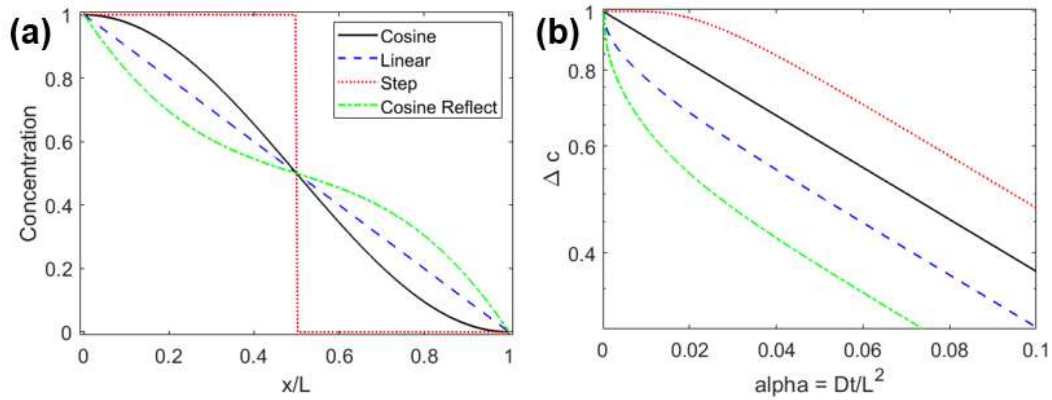 (a)
1
0.8
0.6
0.4
0.2
0
Concentration
Cosine
Linear
Step
Cosine Reflect
0 0.2 0.4 0.6 0.8 1
x/L
(b)
1
0.8
0.6
0.4
Δ c
0 0.02 0.04 0.06 0.08 0.1
alpha = Dt/L²